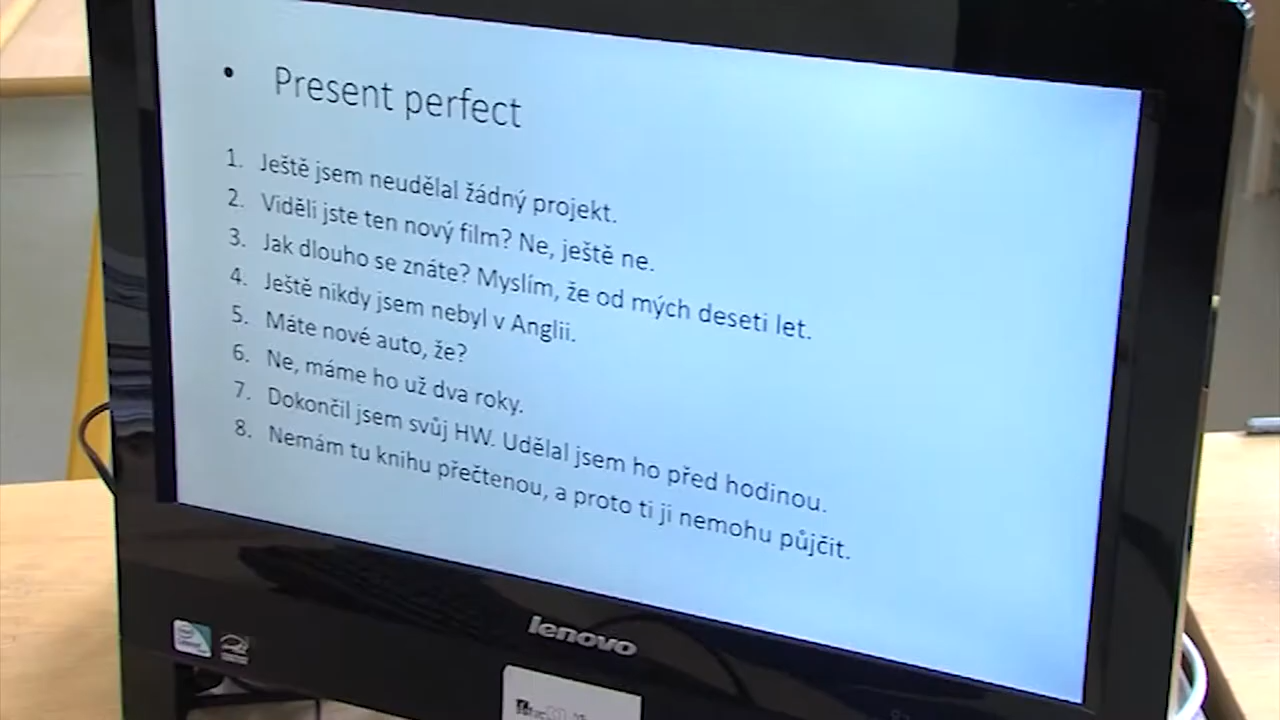 • Present perfect
1. Ještě jsem neudělal žádný projekt.
2. Viděli jste ten nový film? Ne, ještě ne.
3. Jak dlouho se znáte? Myslím, že od mých deseti let.
4. Ještě nikdy jsem nebyl v Anglii.
5. Máte nové auto, že?
6. Ne, máme ho už dva roky.
7. Dokončil jsem svůj HW. Udělal jsem ho před hodinou.
8. Nemám tu knihu přečtenou, a proto ti ji nemohu půjčit.
lenovo